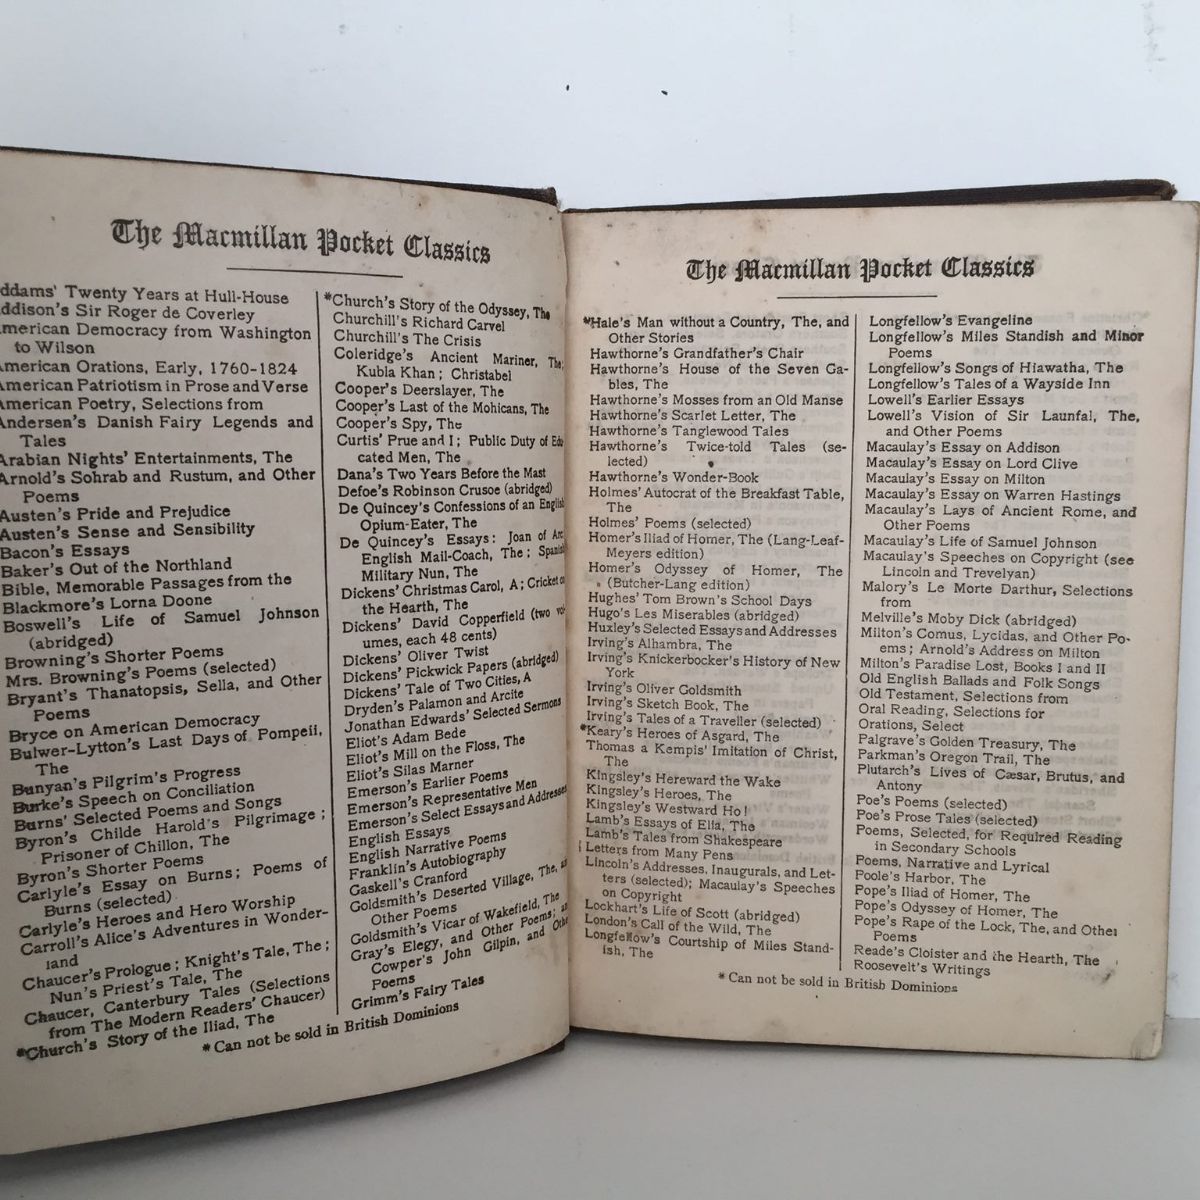 The Macmillan Pocket Classics
ddams' Twenty Years at Hull-House
ddison's Sir Roger de Coverley
merican Democracy from Washington
to Wilson
merican Orations, Early, 1760-1824
American Patriotism in Prose and Verse
American Poetry, Selections from
Andersen's Danish Fairy Legends and
Tales
Arabian Nights' Entertainments, The
Arnold's Sohrab and Rustum, and Other
Poems
Austen's Pride and Prejudice
Austen's Sense and Sensibility
Bacon's Essays
Baker's Out of the Northland
Bible, Memorable Passages from the
Blackmore's Lorna Doone
Boswell's Life of Samuel Johnson
(abridged)
Browning's Shorter Poems
Mrs. Browning's Poems (selected)
Bryant's Thanatopsis, Sella, and Other
Poems
Bryce on American Democracy
Bulwer-Lytton's Last Days of Pompeii,
The
Bunyan's Pilgrim's Progress
Burke's Speech on Conciliation
Burns' Selected Poems and Songs
Byron's Childe Harold's Pilgrimage;
Prisoner of Chillon, The
Byron's Shorter Poems
Carlyle's Essay on Burns; Poems of
Burns (selected)
Carlyle's Heroes and Hero Worship
Carroll's Alice's Adventures in Wonder-
land
Chaucer's Prologue; Knight's Tale, The;
Nun's Priest's Tale, The
Chaucer, Canterbury Tales (Selections
from The Modern Readers' Chaucer)
*Church's Story of the Iliad, The
*Church's Story of the Odyssey, The
Churchill's Richard Carvel
Churchill's The Crisis
Coleridge's Ancient Mariner, The;
Kubla Khan; Christabel
Cooper's Deerslayer, The
Cooper's Last of the Mohicans, The
Cooper's Spy, The
Curtis' Prue and I; Public Duty of Edu
cated Men, The
Dana's Two Years Before the Mast
Defoe's Robinson Crusoe (abridged)
De Quincey's Confessions of an English
Opium-Eater, The
De Quincey's Essays: Joan of Arc
English Mail-Coach, The; Spanish
Military Nun, The
Dickens' Christmas Carol, A; Cricket on
the Hearth, The
Dickens' David Copperfield (two vol-
umes, each 48 cents)
Dickens' Oliver Twist
Dickens' Pickwick Papers (abridged)
Dickens' Tale of Two Cities, A
Dryden's Palamon and Arcite
Jonathan Edwards' Selected Sermons
Eliot's Adam Bede
Eliot's Mill on the Floss, The
Eliot's Silas Marner
Emerson's Earlier Poems
Emerson's Representative Men
Emerson's Select Essays and Addresses
English Essays
English Narrative Poems
Franklin's Autobiography
Gaskell's Cranford
Goldsmith's Deserted Village, The, an
Other Poems
Goldsmith's Vicar of Wakefield, The
Gray's Elegy, and Other Poems; an
Cowper's John Gilpin, and Othe
Poems
Grimm's Fairy Tales
*Can not be sold in British Dominions
The Macmillan Pocket Classics
*Hale's Man without a Country, The, and
Other Stories
Hawthorne's Grandfather's Chair
Hawthorne's House of the Seven Ga-
bles, The
Hawthorne's Mosses from an Old Manse
Hawthorne's Scarlet Letter, The
Hawthorne's Tanglewood Tales
Hawthorne's Twice-told Tales (se-
lected)
Hawthorne's Wonder-Book
Holmes' Autocrat of the Breakfast Table,
The
Holmes' Poems (selected)
Homer's Iliad of Homer, The (Lang-Leaf-
Meyers edition)
Homer's Odyssey of Homer, The
(Butcher-Lang edition)
Hughes' Tom Brown's School Days
Hugo's Les Miserables (abridged)
Huxley's Selected Essays and Addresses
Irving's Alhambra, The
Irving's Knickerbocker's History of New
York
Irving's Oliver Goldsmith
Irving's Sketch Book, The
Irving's Tales of a Traveller (selected)
*Keary's Heroes of Asgard, The
Thomas a Kempis' Imitation of Christ,
The
Kingsley's Hereward the Wake
Kingsley's Heroes, The
Kingsley's Westward Ho!
Lamb's Essays of Elia, The
Lamb's Tales from Shakespeare
Letters from Many Pens
Lincoln's Addresses, Inaugurals, and Let-
ters (selected); Macaulay's Speeches
on Copyright
Lockhart's Life of Scott (abridged)
London's Call of the Wild, The
Longfellow's Courtship of Miles Stand-
ish, The
Longfellow's Evangeline
Longfellow's Miles Standish and Minor
Poems
Longfellow's Songs of Hiawatha, The
Longfellow's Tales of a Wayside Inn
Lowell's Earlier Essays
Lowell's Vision of Sir Launfal, The,
and Other Poems
Macaulay's Essay on Addison
Macaulay's Essay on Lord Clive
Macaulay's Essay on Milton
Macaulay's Essay on Warren Hastings
Macaulay's Lays of Ancient Rome, and
Other Poems
Macaulay's Life of Samuel Johnson
Macaulay's Speeches on Copyright (see
Lincoln and Trevelyan)
Malory's Le Morte Darthur, Selections
from
Melville's Moby Dick (abridged)
Milton's Comus, Lycidas, and Other Po-
ems; Arnold's Address on Milton
Milton's Paradise Lost, Books I and II
Old English Ballads and Folk Songs
Old Testament, Selections from
Oral Reading, Selections for
Orations, Select
Palgrave's Golden Treasury, The
Parkman's Oregon Trail, The
Plutarch's Lives of Cæsar, Brutus, and
Antony
Poe's Poems (selected)
Poe's Prose Tales (selected)
Poems, Selected, for Required Reading
in Secondary Schools
Poems, Narrative and Lyrical
Poole's Harbor, The
Pope's Iliad of Homer, The
Pope's Odyssey of Homer, The
Pope's Rape of the Lock, The, and Other
Poems
Reade's Cloister and the Hearth, The
Roosevelt's Writings
*Can not be sold in British Dominions